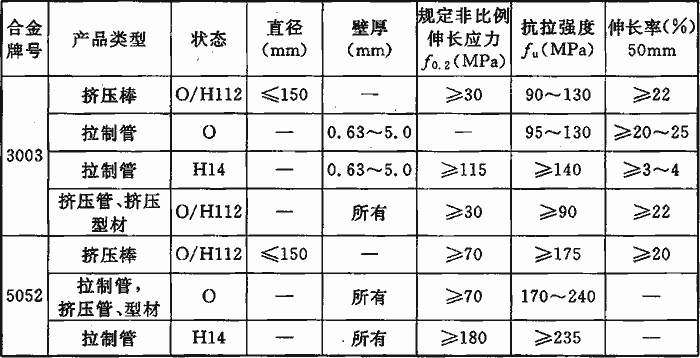 合金牌号 产品类型 状态 直径(mm) 壁厚(mm) 规定非比例伸长应力f0.2(MPa) 抗拉强度fu(MPa) 伸长率(%)50mm
3003 挤压棒 O/H112 ≤150 — ≥30 90～130 ≥22
拉制管 O — 0.63～5.0 — 95～130 ≥20～25
拉制管 H14 — 0.63～5.0 ≥115 ≥140 ≥3～4
挤压管、挤压型材 O/H112 — 所有 ≥30 ≥90 ≥22
5052 挤压棒 O/H112 ≤150 — ≥70 ≥175 ≥20
拉制管，挤压管、型材 O — 所有 ≥70 170～240 —
拉制管 H14 — 所有 ≥180 ≥235 —